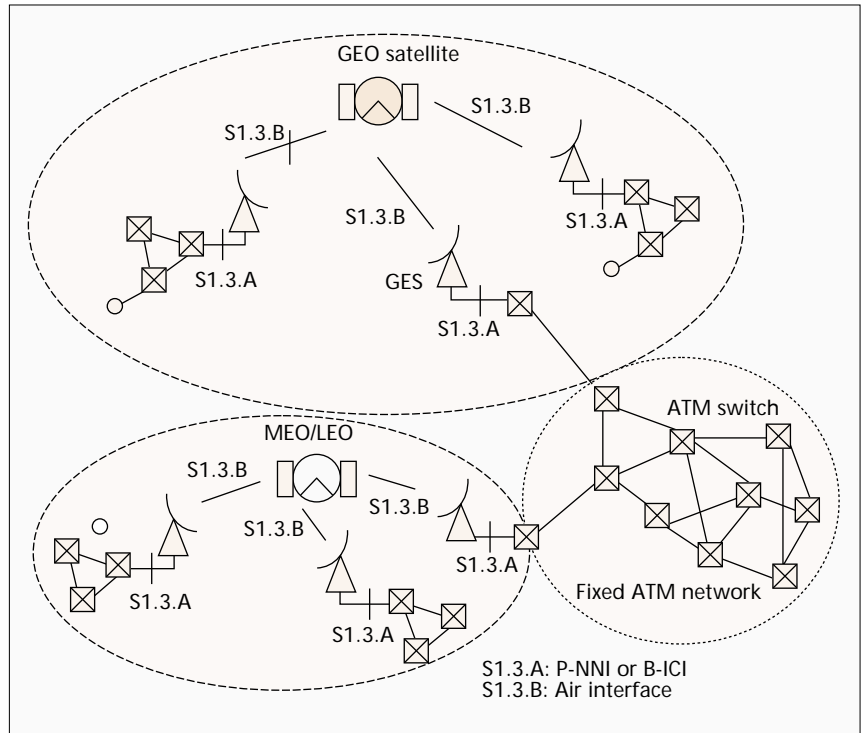 GEO satellite
S1.3.B
S1.3.B
S1.3.B
S1.3.A
S1.3.A
GES
S1.3.A
ATM switch
MEO/LEO
S1.3.B
S1.3.B
S1.3.B
S1.3.A
Fixed ATM network
S1.3.A
S1.3.A
S1.3.A: P-NNI or B-ICI
S1.3.B: Air interface